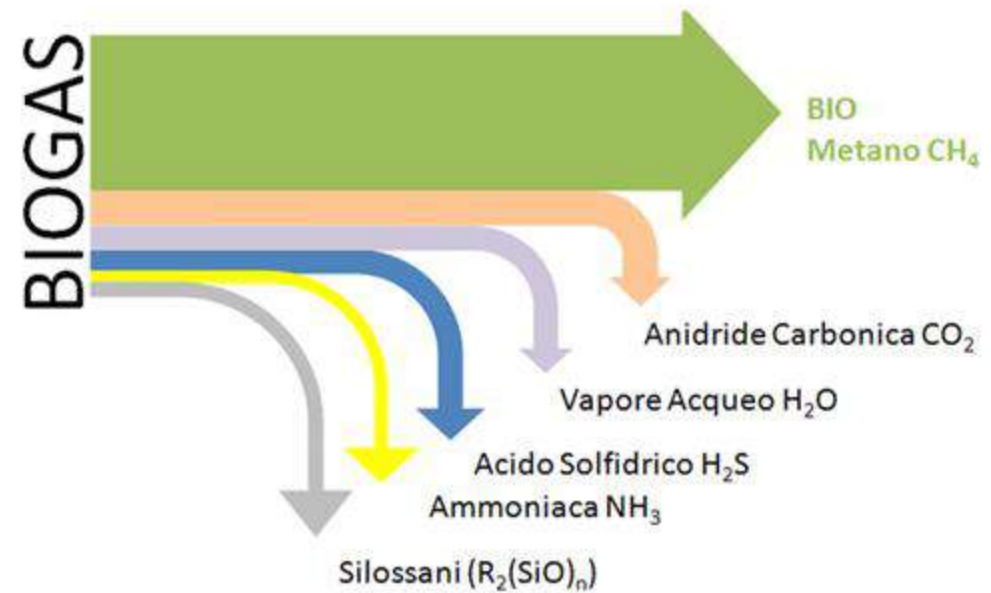 BIOGAS
BIO
Metano CH₄
Anidride Carbonica CO₂
Vapore Acqueo H₂O
Acido Solfidrico H₂S
Ammoniaca NH₃
Silossani (R₂(SiO)ₙ)